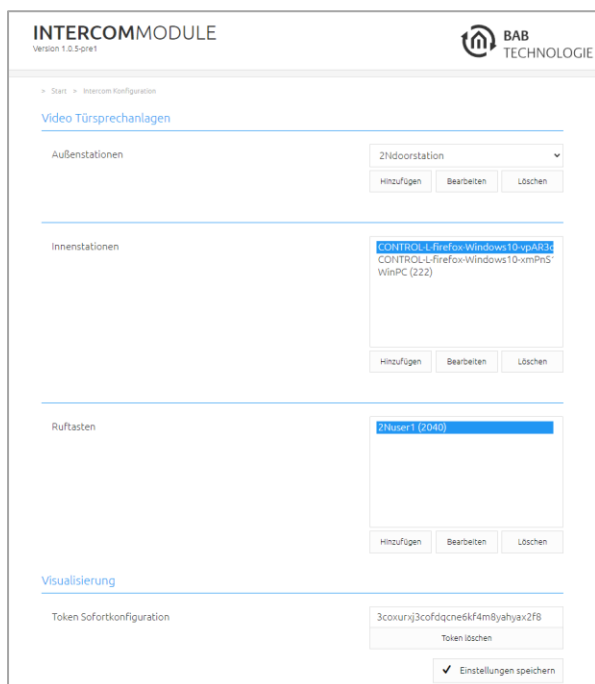 INTERCOMMODULE
Version 1.0.5-pre1
BAB
TECHNOLOGIE
» Start » Intercom Konfiguration
Video Türsprechanlagen
Außenstationen
2Ndoorstation
Hinzufügen Bearbeiten Löschen
Innenstationen
CONTROL-L-firefox-Windows10-vpAR3c
CONTROL-L-firefox-Windows10-xmPnS
WinPC (222)
Hinzufügen Bearbeiten Löschen
Ruftasten
2Nuser1 (2040)
Hinzufügen Bearbeiten Löschen
Visualisierung
Token Sofortkonfiguration
3coxurxj3cofdqcne6kf4m8yahyax2f8
Token löschen
✓ Einstellungen speichern